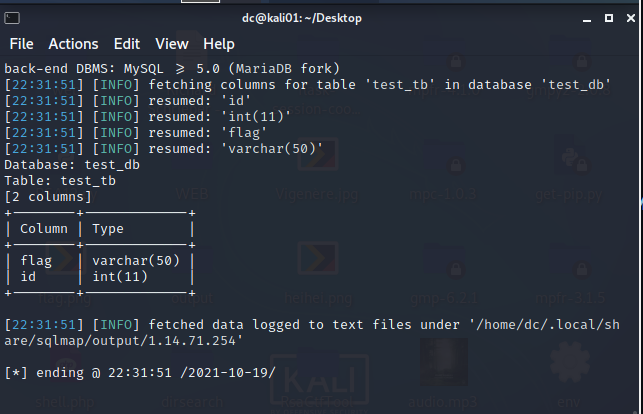 dc@kali01: ~/Desktop
File Actions Edit View Help
back-end DBMS: MySQL ≥ 5.0 (MariaDB fork)
[22:31:51] [INFO] fetching columns for table 'test_tb' in database 'test_db'
[22:31:51] [INFO] resumed: 'id'
[22:31:51] [INFO] resumed: 'int(11)'
[22:31:51] [INFO] resumed: 'flag'
[22:31:51] [INFO] resumed: 'varchar(50)'
Database: test_db
Table: test_tb
[2 columns]
+--------+-------------+
| Column | Type        |
+--------+-------------+
| flag   | varchar(50) |
| id     | int(11)     |
+--------+-------------+
[22:31:51] [INFO] fetched data logged to text files under '/home/dc/.local/sh
are/sqlmap/output/1.14.71.254'
[*] ending @ 22:31:51 /2021-10-19/